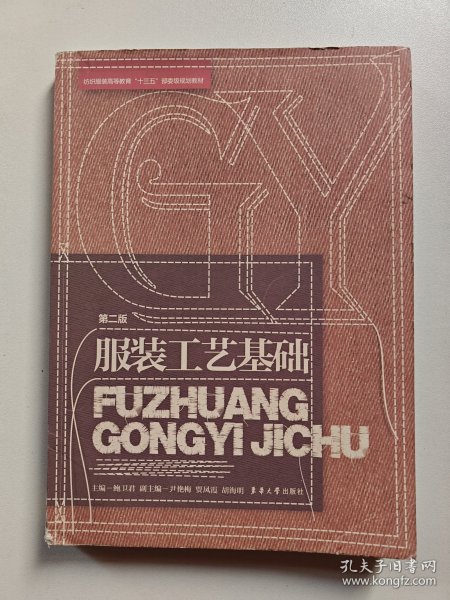 纺织服装高等教育“十三五”部委级规划教材
GY
第二版
服装工艺基础
FUZHUANG
GONGYI JICHU
主编－鲍卫君 副主编－尹艳梅 贾凤霞 胡海明 东华大学出版社
孔夫子旧书网
www.kongfz.com